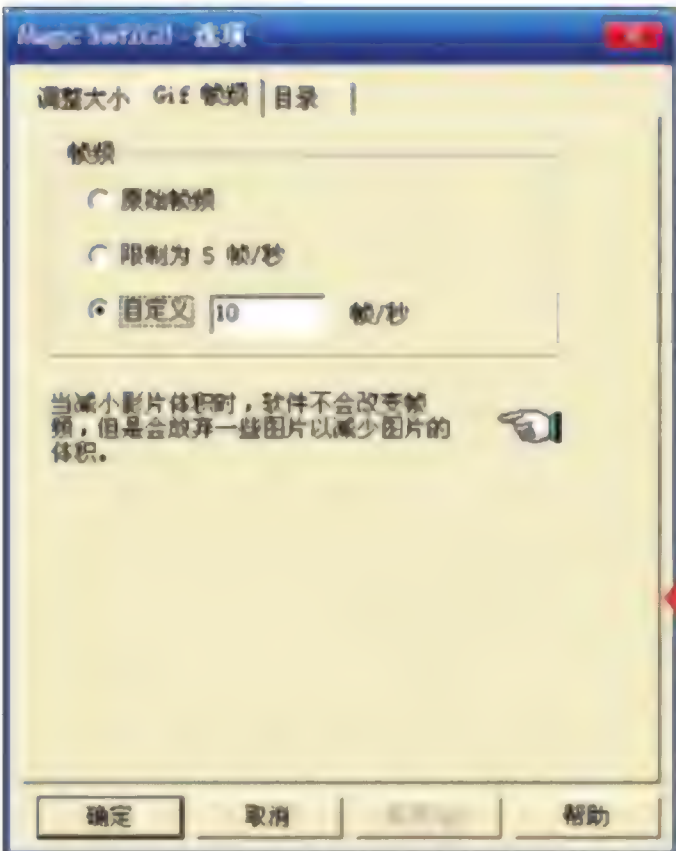 Magic Swf2Gif - 选项
调整大小 Gif 帧频 目录
帧频
原始帧频
限制为 5 帧/秒
自定义 10 帧/秒
当减小影片体积时，软件不会改变帧
频，但是会放弃一些图片以减少图片的
体积。
确定 取消 帮助